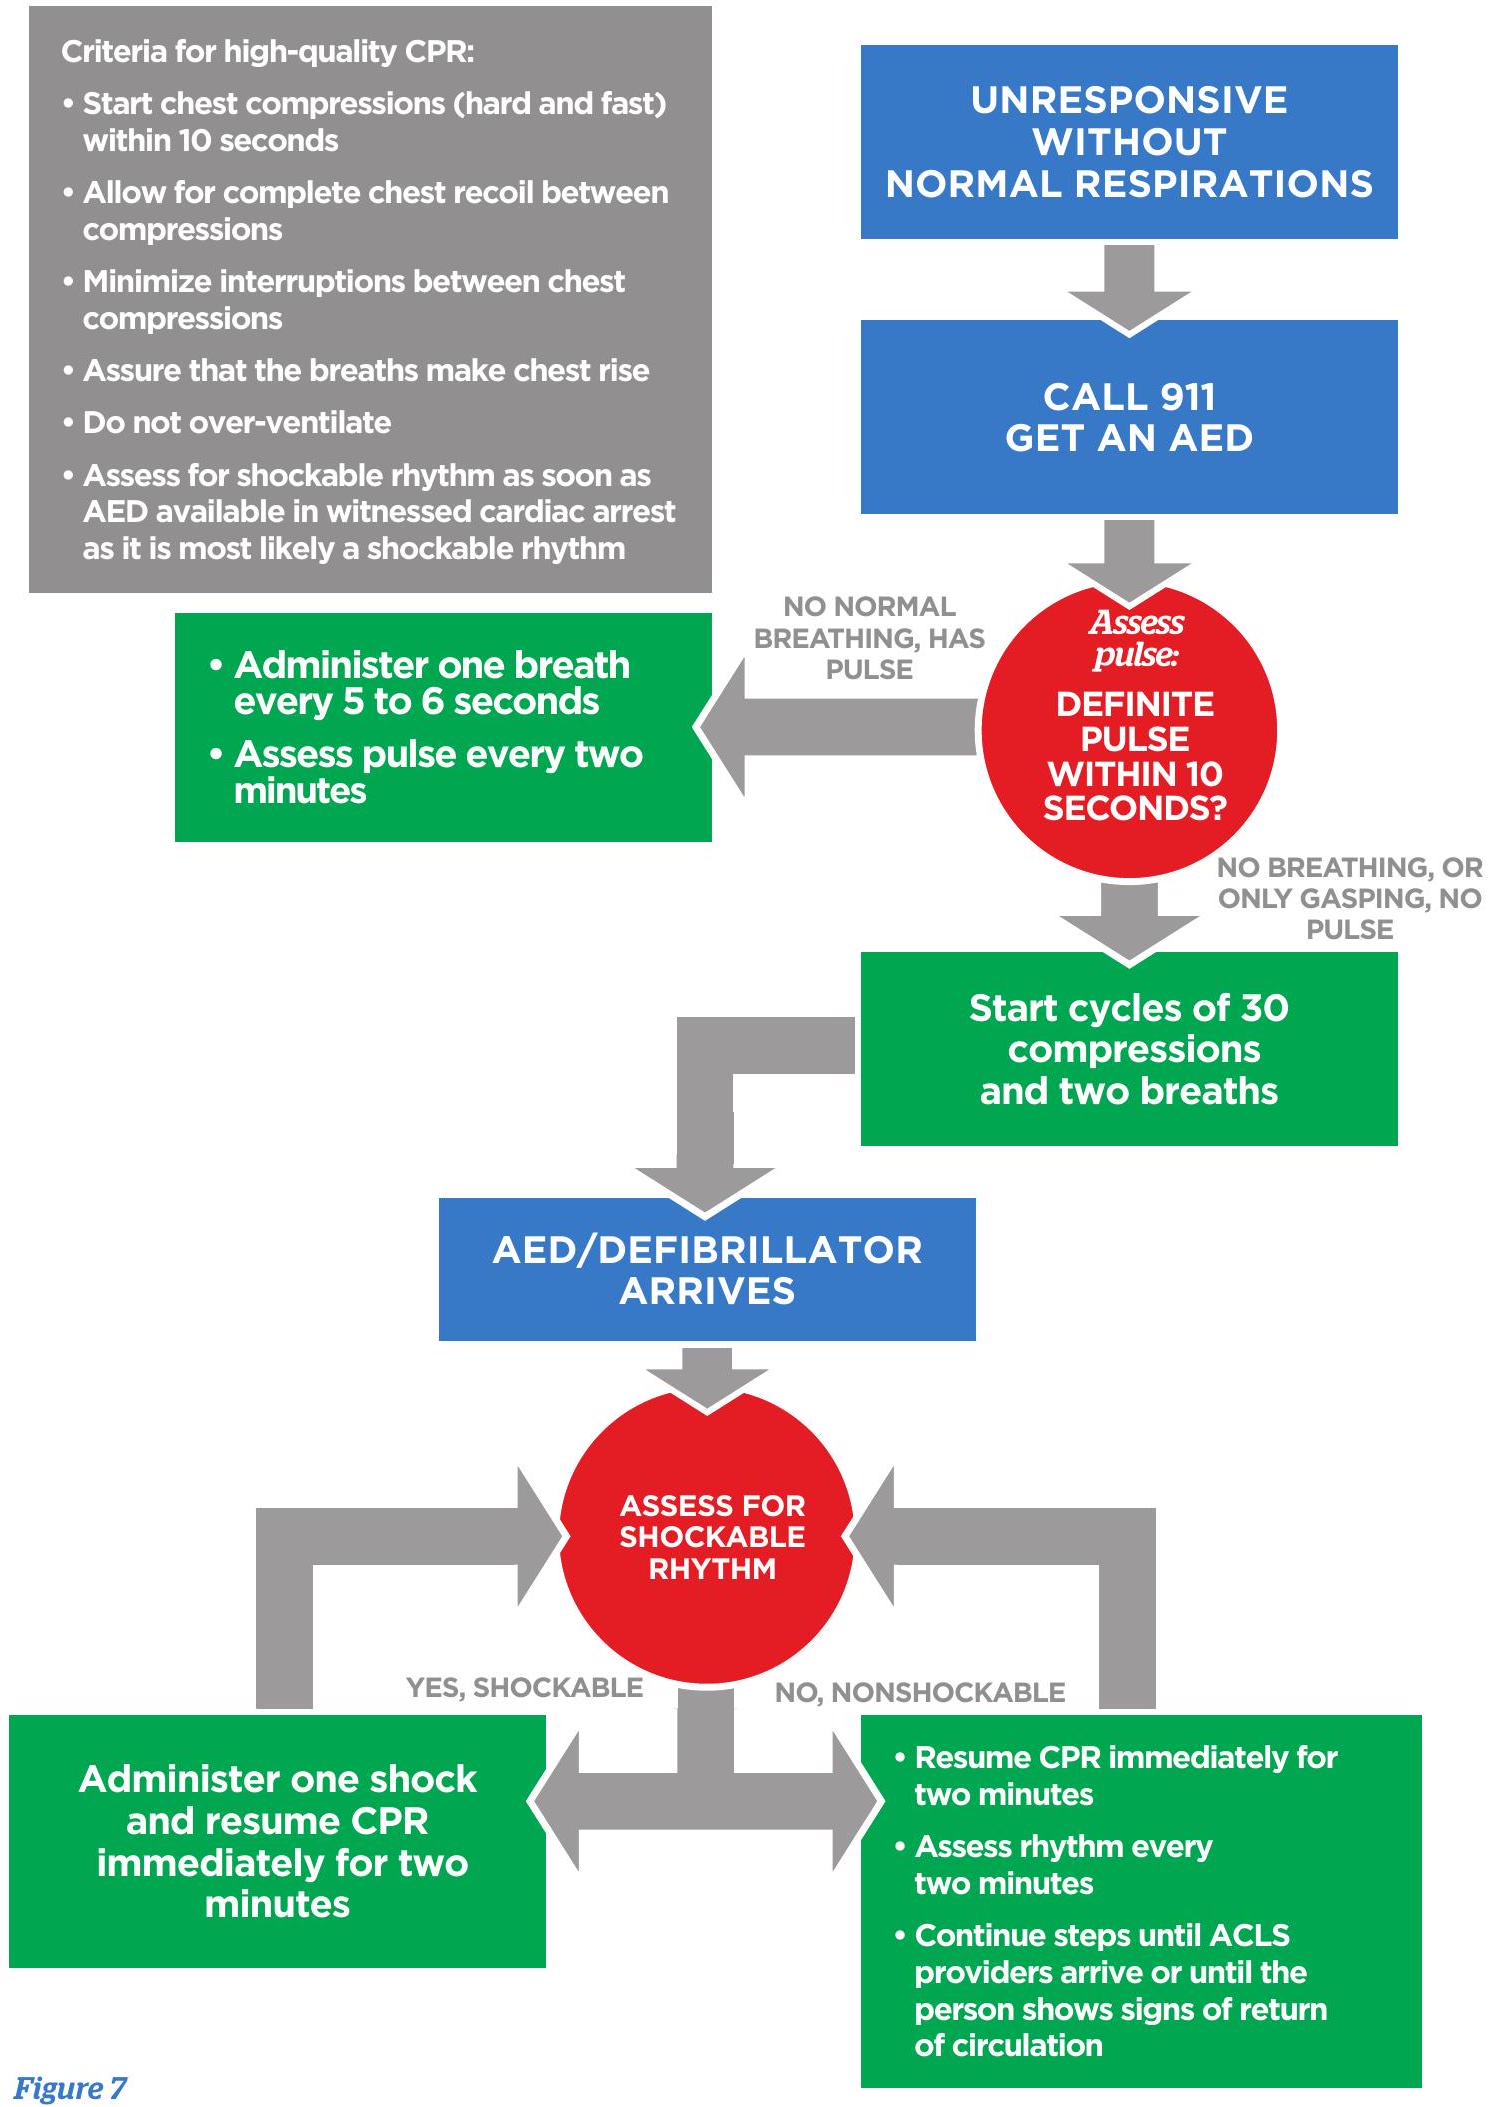 Criteria for high-quality CPR:
• Start chest compressions (hard and fast)
within 10 seconds
• Allow for complete chest recoil between
compressions
• Minimize interruptions between chest
compressions
• Assure that the breaths make chest rise
• Do not over-ventilate
• Assess for shockable rhythm as soon as
AED available in witnessed cardiac arrest
as it is most likely a shockable rhythm
UNRESPONSIVE
WITHOUT
NORMAL RESPIRATIONS
CALL 911
GET AN AED
Assess
pulse:
DEFINITE
PULSE
WITHIN 10
SECONDS?
NO NORMAL
BREATHING, HAS
PULSE
• Administer one breath
every 5 to 6 seconds
• Assess pulse every two
minutes
NO BREATHING, OR
ONLY GASPING, NO
PULSE
Start cycles of 30
compressions
and two breaths
AED/DEFIBRILLATOR
ARRIVES
ASSESS FOR
SHOCKABLE
RHYTHM
YES, SHOCKABLE
NO, NONSHOCKABLE
Administer one shock
and resume CPR
immediately for two
minutes
• Resume CPR immediately for
two minutes
• Assess rhythm every
two minutes
• Continue steps until ACLS
providers arrive or until the
person shows signs of return
of circulation
Figure 7